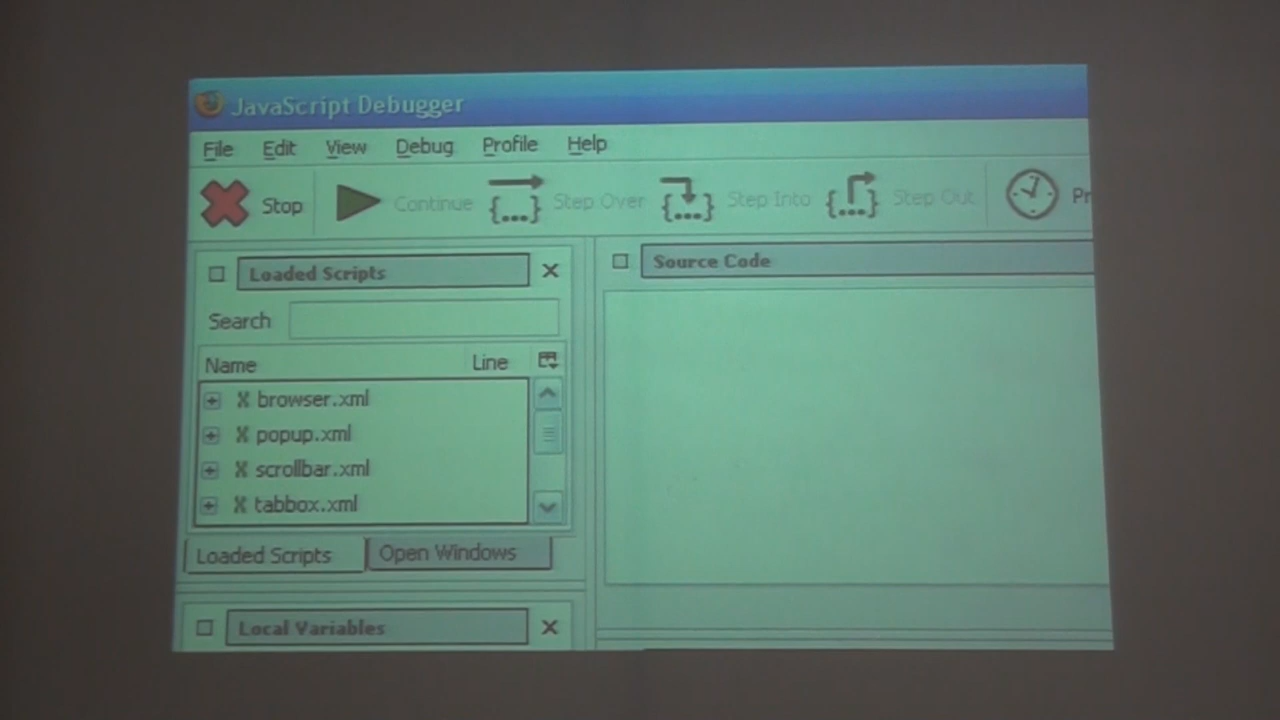 JavaScript Debugger
File Edit View Debug Profile Help
Stop Continue {...} Step Over {...} Step Into {...} Step Out
Loaded Scripts
Source Code
Search
Name Line
browser.xml
popup.xml
scrollbar.xml
tabbox.xml
Loaded Scripts Open Windows
Local Variables